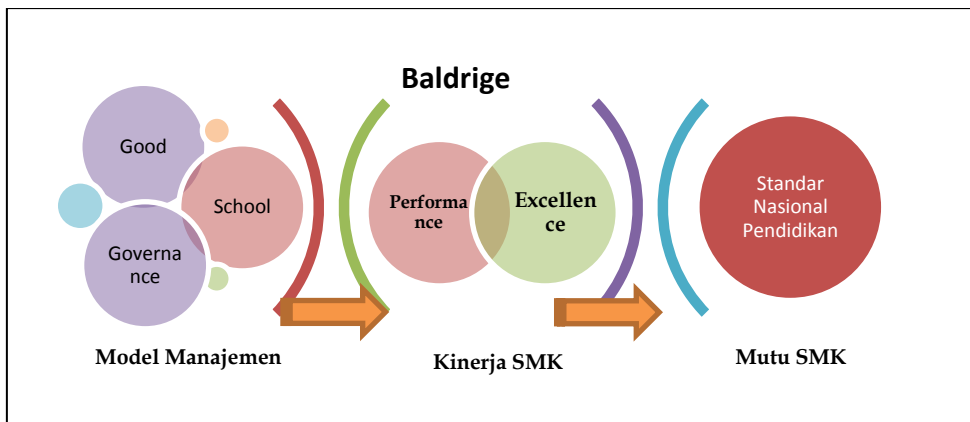 Baldrige
Good
School
Governa
nce
Performa
nce
Excellen
ce
Standar
Nasional
Pendidikan
Model Manajemen
Kinerja SMK
Mutu SMK